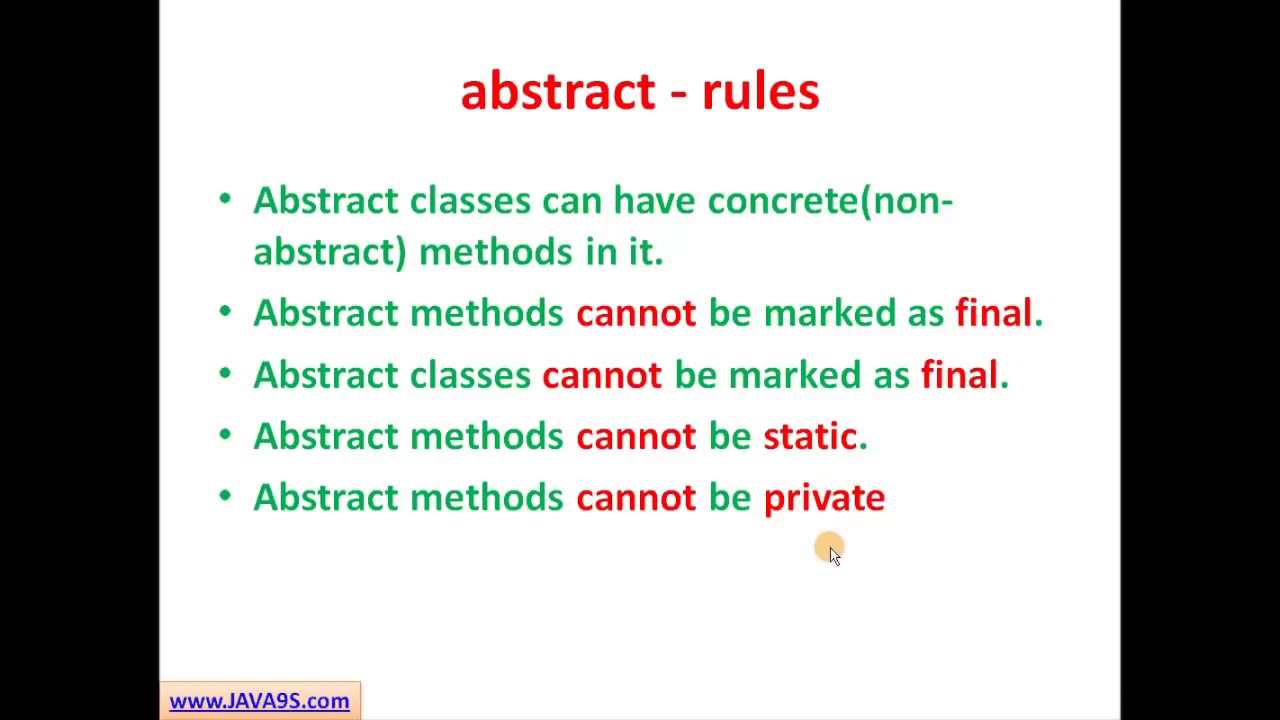 abstract - rules
• Abstract classes can have concrete(non-
abstract) methods in it.
• Abstract methods cannot be marked as final.
• Abstract classes cannot be marked as final.
• Abstract methods cannot be static.
• Abstract methods cannot be private
www.JAVA9S.com